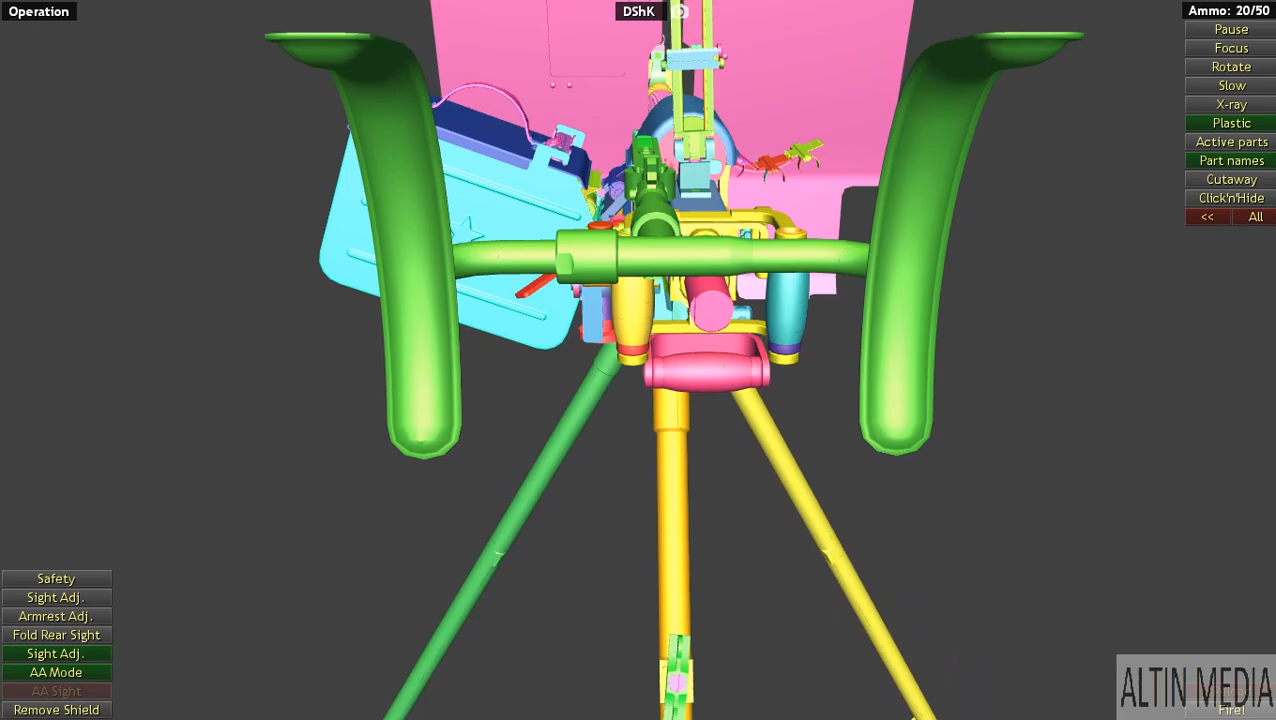 Operation
DShK
Ammo: 20/50
Pause
Focus
Rotate
Slow
X-ray
Plastic
Active parts
Part names
Cutaway
Click'n'Hide
<< All
Safety
Sight Adj.
Armrest Adj.
Fold Rear Sight
Sight Adj.
AA Mode
AA Sight
Remove Shield
ALTIN MEDIA
Fire!